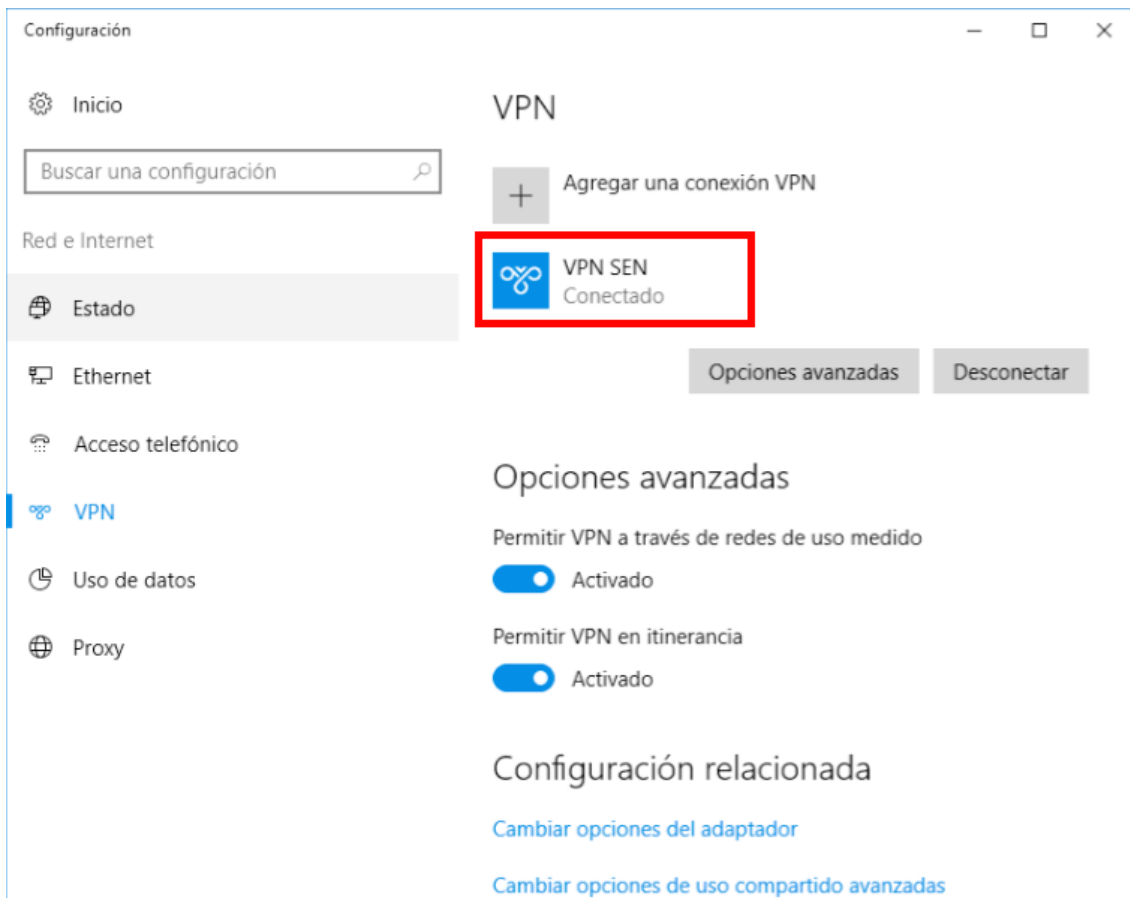 Configuración
Inicio
Buscar una configuración
Red e Internet
Estado
Ethernet
Acceso telefónico
VPN
Uso de datos
Proxy
VPN
Agregar una conexión VPN
VPN SEN
Conectado
Opciones avanzadas
Desconectar
Opciones avanzadas
Permitir VPN a través de redes de uso medido
Activado
Permitir VPN en itinerancia
Activado
Configuración relacionada
Cambiar opciones del adaptador
Cambiar opciones de uso compartido avanzadas